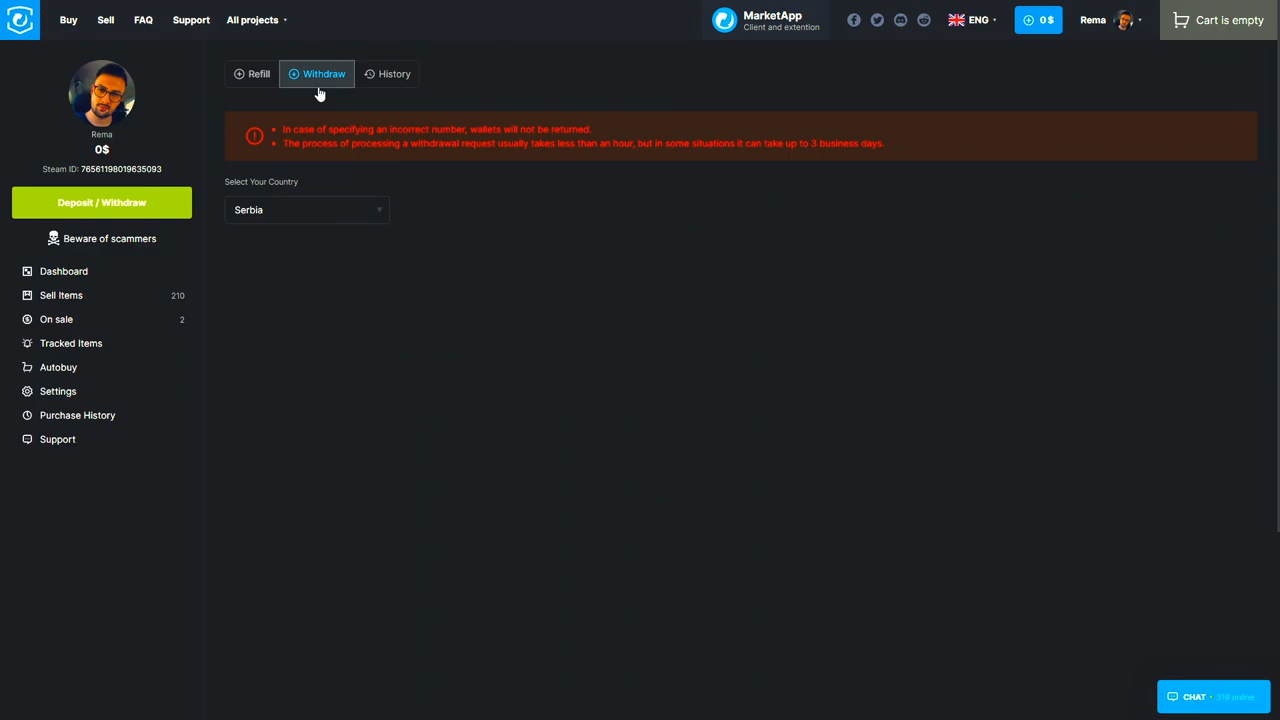 Buy
Sell
FAQ
Support
All projects
MarketApp
Client and extention
ENG
0$
Rema
Cart is empty
Rema
0$
Steam ID: 76561198019635093
Deposit / Withdraw
Beware of scammers
Dashboard
Sell Items 210
On sale 2
Tracked Items
Autobuy
Settings
Purchase History
Support
Refill
Withdraw
History
In case of specifying an incorrect number, wallets will not be returned.
The process of processing a withdrawal request usually takes less than an hour, but in some situations it can take up to 3 business days.
Select Your Country
Serbia
CHAT 319 online